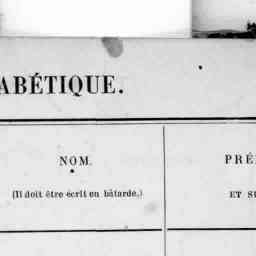 ABÉTIQUE.
NOM. PRÉ
(Il doit être écrit en bâtarde.) ET S